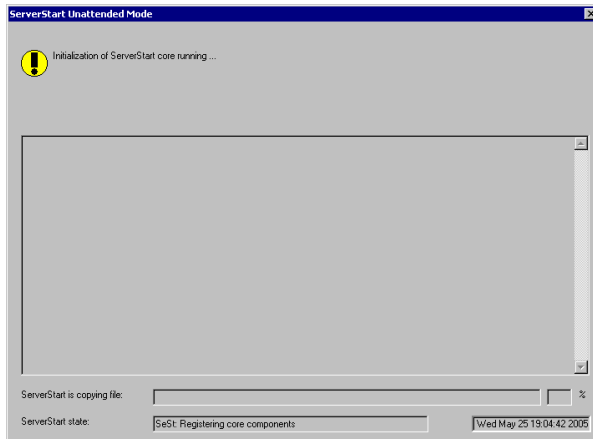 ServerStart Unattended Mode
Initialization of ServerStart core running ...
ServerStart is copying file:
%
ServerStart state:
SeSt: Registering core components
Wed May 25 19:04:42 2005